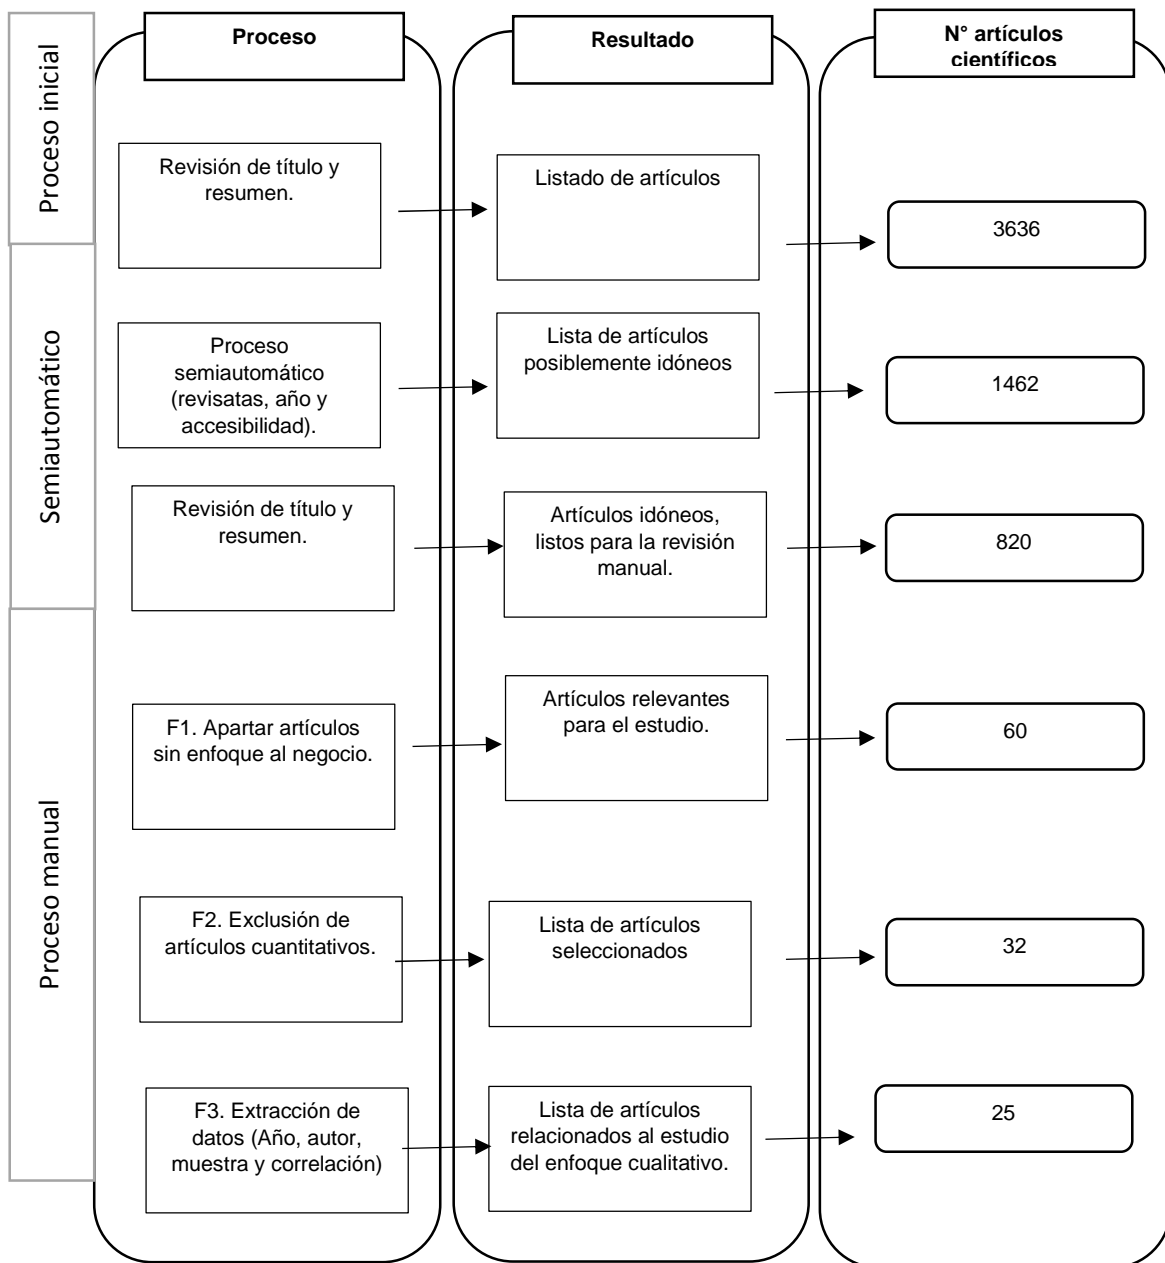 Proceso
Resultado
N° artículos
científicos
Proceso inicial
Revisión de título y
resumen.
Listado de artículos
3636
Semiautomático
Proceso
semiautomático
(revisatas, año y
accesibilidad).
Lista de artículos
posiblemente idóneos
1462
Revisión de título y
resumen.
Artículos idóneos,
listos para la revisión
manual.
820
Proceso manual
F1. Apartar artículos
sin enfoque al negocio.
Artículos relevantes
para el estudio.
60
F2. Exclusión de
artículos cuantitativos.
Lista de artículos
seleccionados
32
F3. Extracción de
datos (Año, autor,
muestra y correlación)
Lista de artículos
relacionados al estudio
del enfoque cualitativo.
25